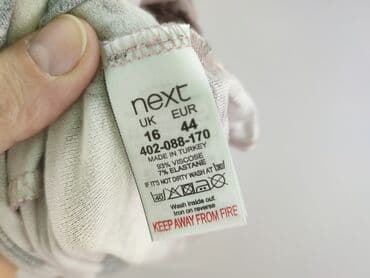 next
UK EUR
16 44
402-088-170
MADE IN TURKEY
93% VISCOSE
7% ELASTANE
IF IT'S NOT DIRTY WASH AT
40
Wash inside out
Iron on reverse
KEEP AWAY FROM FIRE